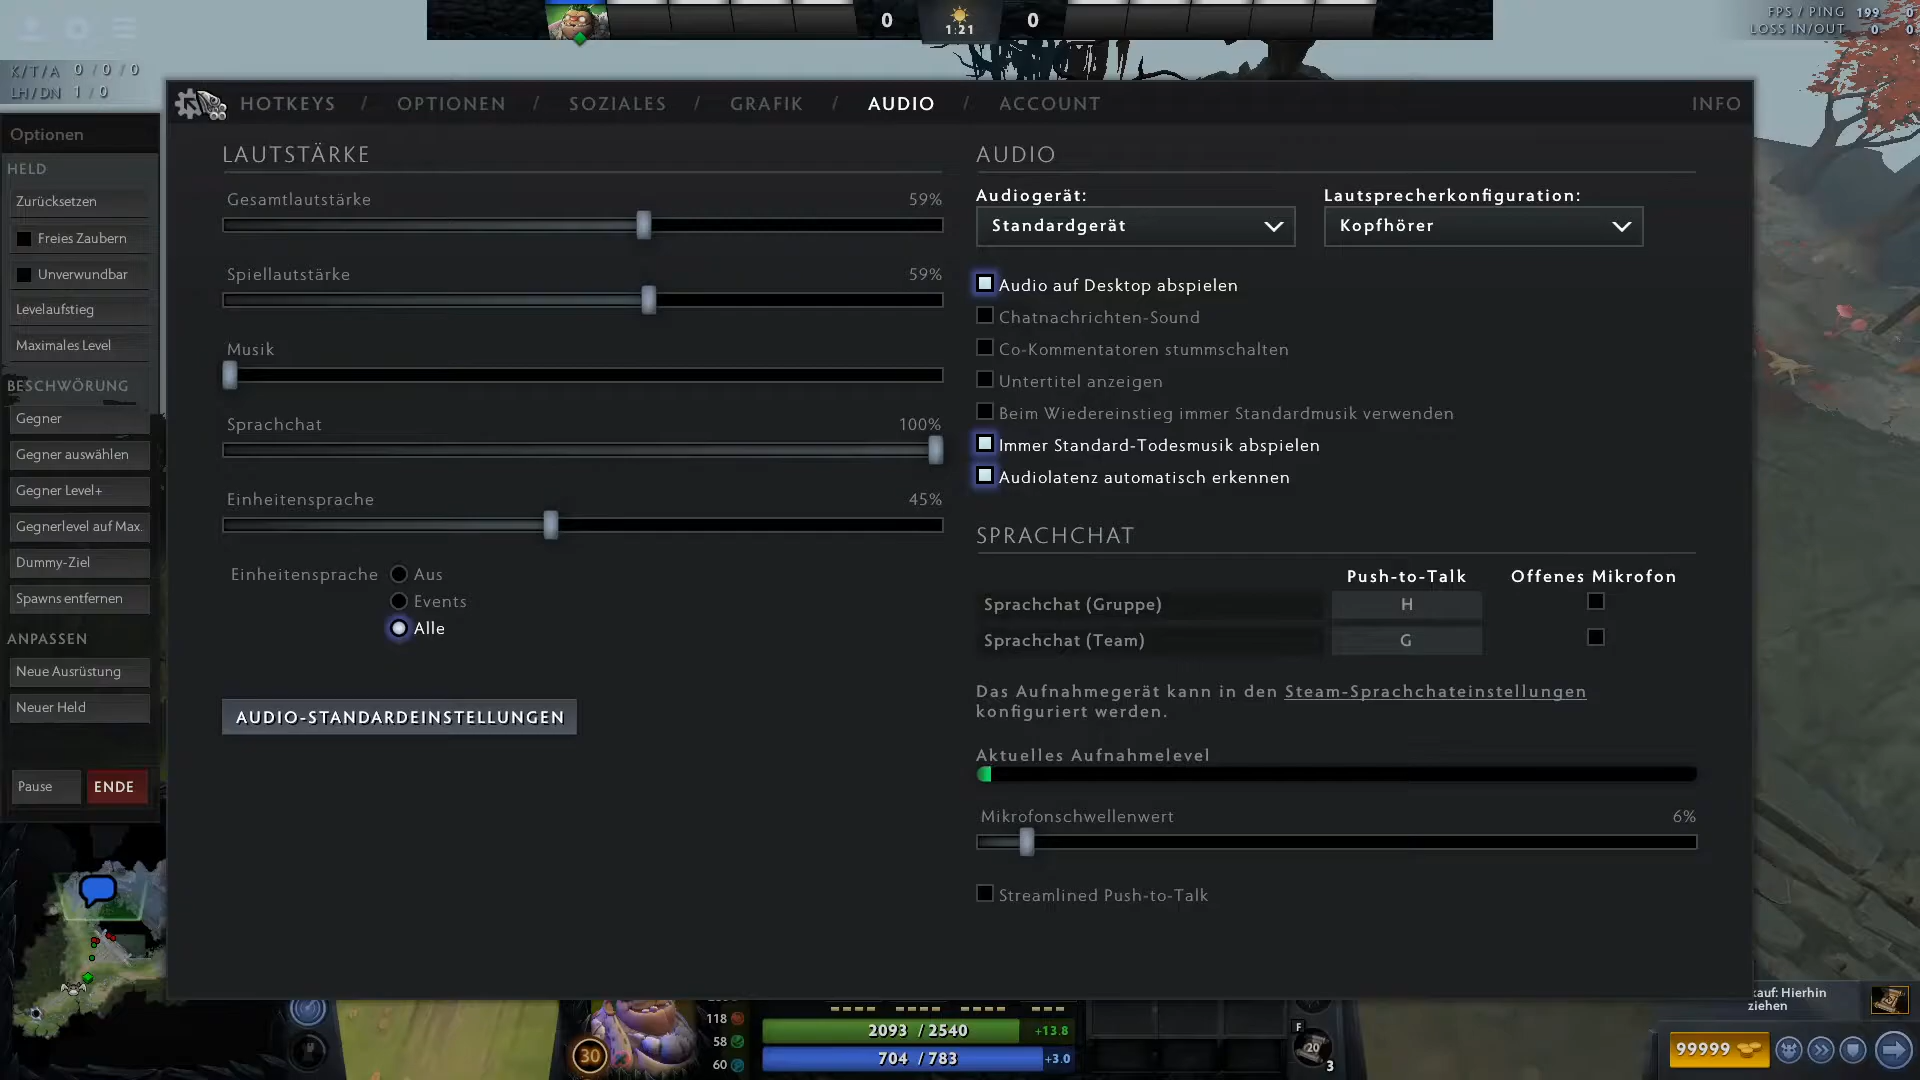 0
1:21
0
FPS / PING 199 0
LOSS IN/OUT 0 0
K/T/A 0 / 0 / 0
LH/DN 1 / 0
HOTKEYS / OPTIONEN / SOZIALES / GRAFIK / AUDIO / ACCOUNT
INFO
Optionen
HELD
Zurücksetzen
Freies Zaubern
Unverwundbar
Levelaufstieg
Maximales Level
BESCHWÖRUNG
Gegner
Gegner auswählen
Gegner Level+
Gegnerlevel auf Max.
Dummy-Ziel
Spawns entfernen
ANPASSEN
Neue Ausrüstung
Neuer Held
Pause
ENDE
LAUTSTÄRKE
Gesamtlautstärke 59%
Spiellautstärke 59%
Musik
Sprachchat 100%
Einheitensprache 45%
Einheitensprache Aus
Events
Alle
AUDIO-STANDARDEINSTELLUNGEN
AUDIO
Audiogerät: Lautsprecherkonfiguration:
Standardgerät Kopfhörer
Audio auf Desktop abspielen
Chatnachrichten-Sound
Co-Kommentatoren stummschalten
Untertitel anzeigen
Beim Wiedereinstieg immer Standardmusik verwenden
Immer Standard-Todesmusik abspielen
Audiolatenz automatisch erkennen
SPRACHCHAT
Push-to-Talk Offenes Mikrofon
Sprachchat (Gruppe) H
Sprachchat (Team) G
Das Aufnahmegerät kann in den Steam-Sprachchateinstellungen
konfiguriert werden.
Aktuelles Aufnahmelevel
Mikrofonschwellenwert 6%
Streamlined Push-to-Talk
kauf: Hierhin
ziehen
118
58
60
30
2093 / 2540 +13.8
704 / 783 +3.0
F
20
3
99999